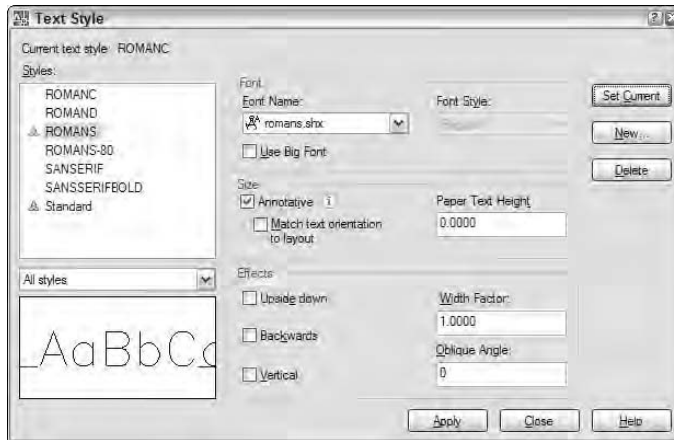 Text Style
Current text style: ROMANC
Styles:
ROMANC
ROMAND
ROMANS
ROMANS-80
SANSERIF
SANSSERIFBOLD
Standard
All styles
_AaBbCc
Font
Font Name:
romans.shx
Use Big Font
Font Style:
Size
Annotative
Match text orientation
to layout
Paper Text Height
0.0000
Effects
Upside down
Backwards
Vertical
Width Factor:
1.0000
Oblique Angle:
0
Set Current
New...
Delete
Apply
Close
Help